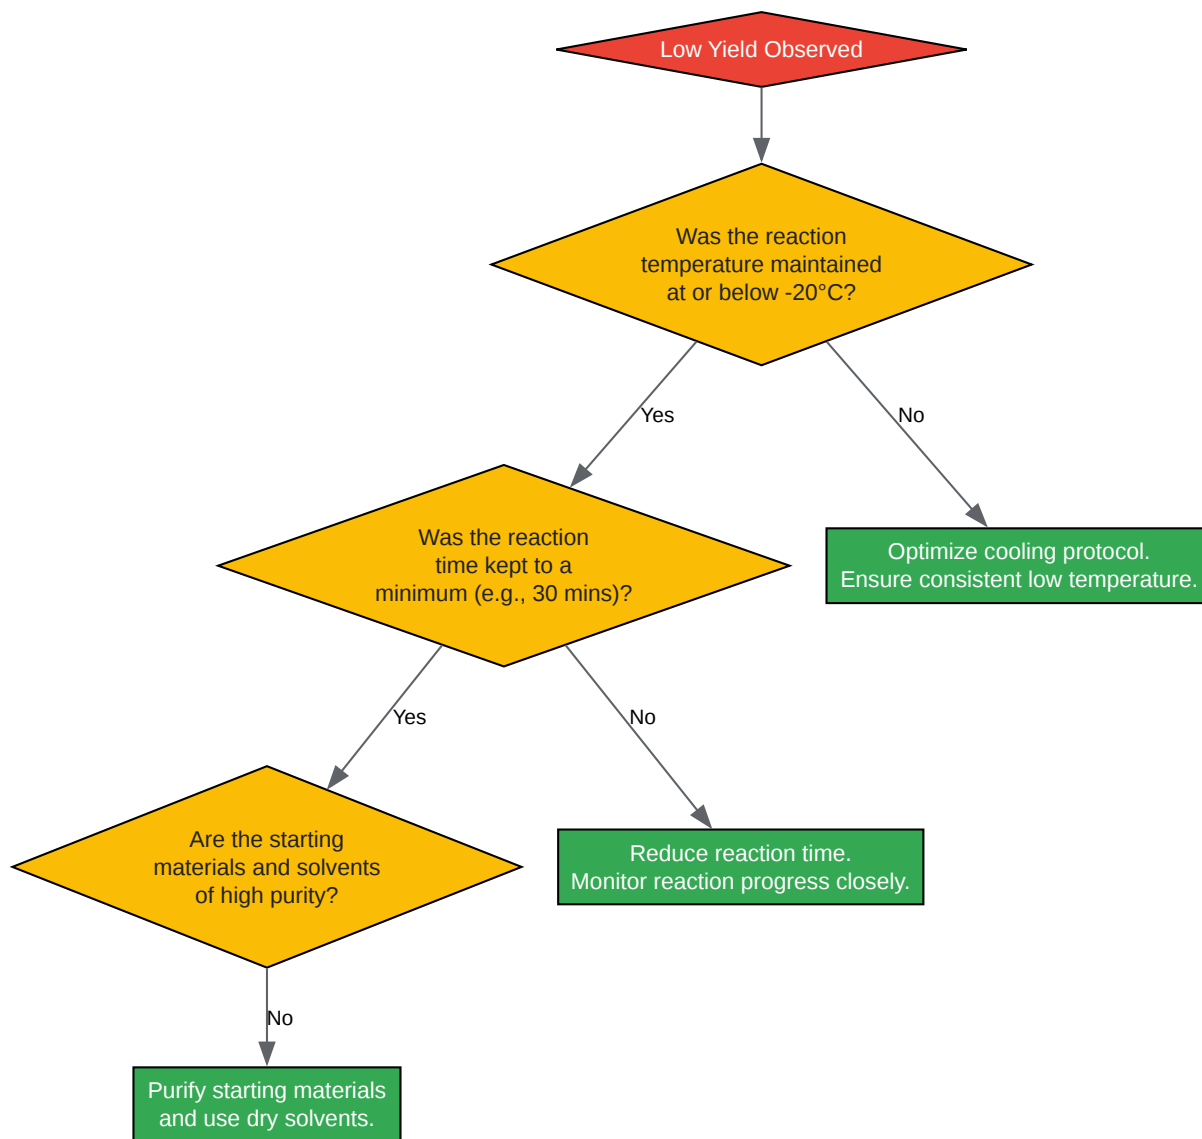 Low Yield Observed
Was the reaction
temperature maintained
at or below -20°C?
Yes
No
Was the reaction
time kept to a
minimum (e.g., 30 mins)?
Optimize cooling protocol.
Ensure consistent low temperature.
Yes
No
Are the starting
materials and solvents
of high purity?
Reduce reaction time.
Monitor reaction progress closely.
No
Purify starting materials
and use dry solvents.